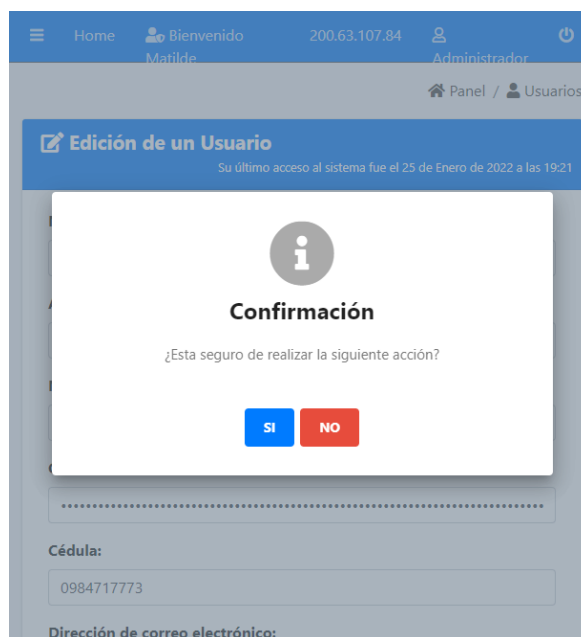 Home Bienvenido Matilde 200.63.107.84 Administrador
Panel / Usuarios
Edición de un Usuario
Su último acceso al sistema fue el 25 de Enero de 2022 a las 19:21
Confirmación
¿Esta seguro de realizar la siguiente acción?
SI NO
Cédula:
0984717773
Dirección de correo electrónico: